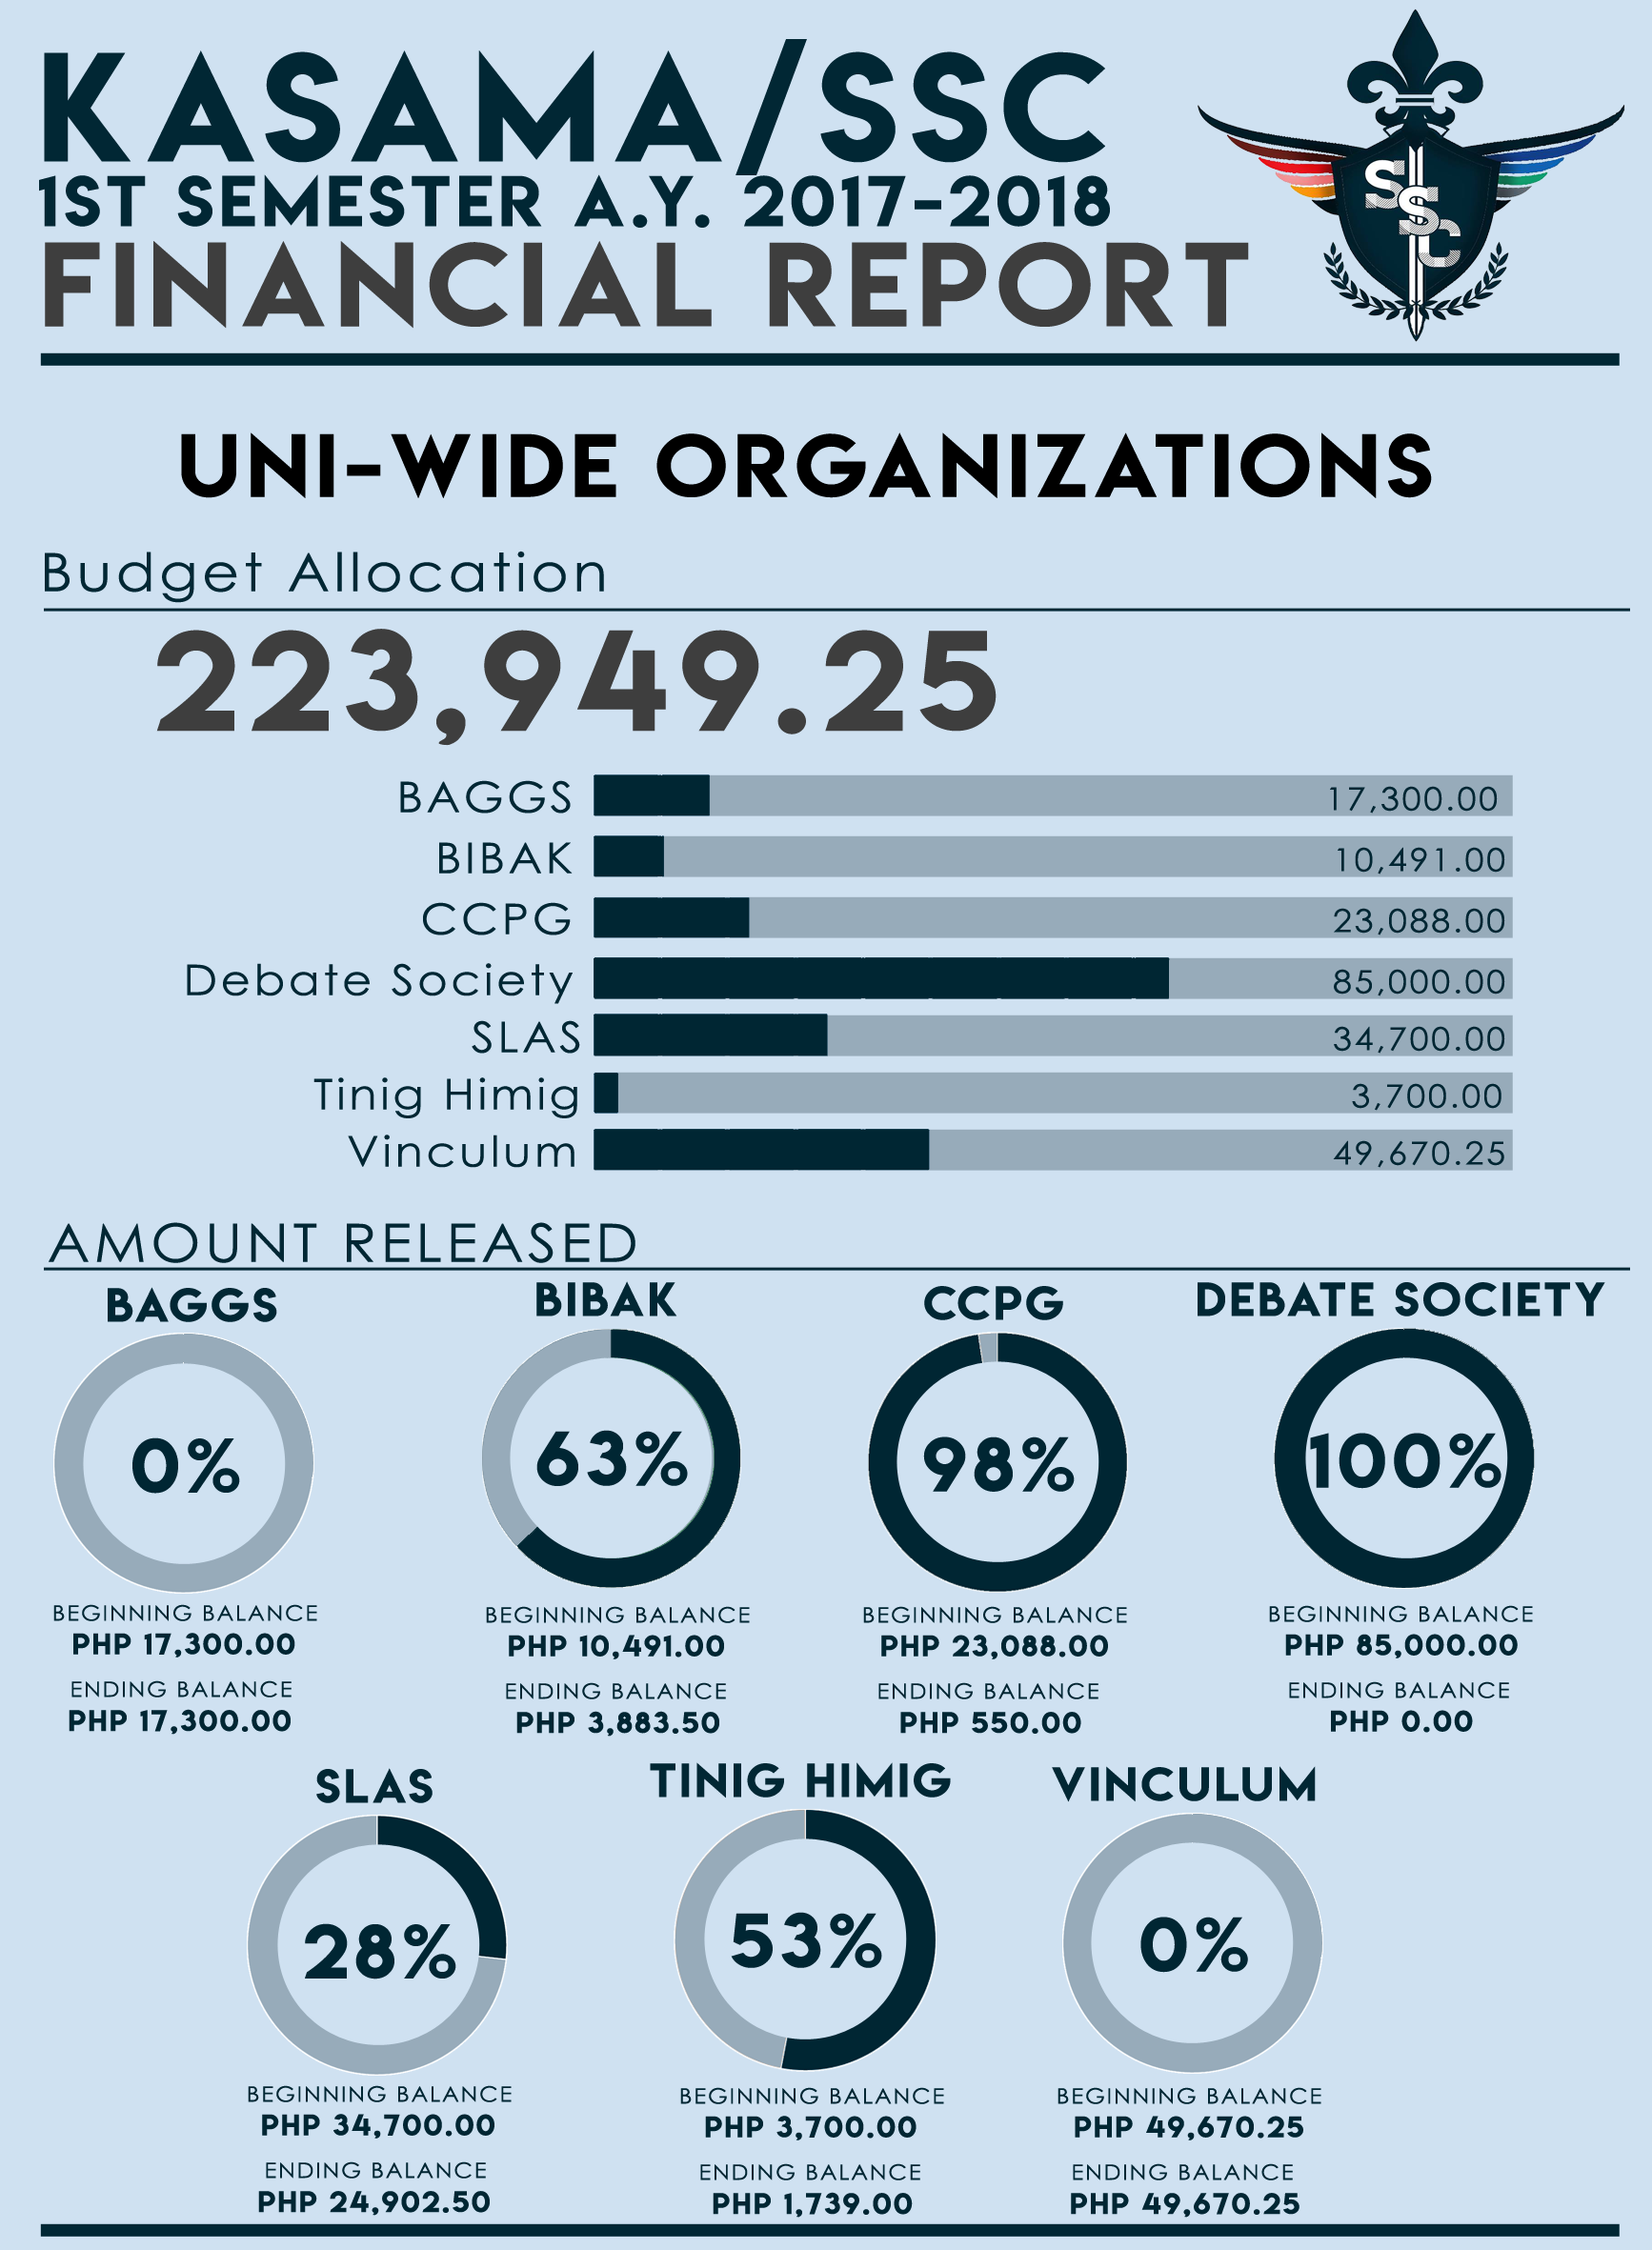 KASAMA/SSC
1ST SEMESTER A.Y. 2017-2018
FINANCIAL REPORT
SSC
UNI-WIDE ORGANIZATIONS
Budget Allocation
223,949.25
BAGGS 17,300.00
BIBAK 10,491.00
CCPG 23,088.00
Debate Society 85,000.00
SLAS 34,700.00
Tinig Himig 3,700.00
Vinculum 49,670.25
AMOUNT RELEASED
BAGGS
0%
BEGINNING BALANCE
PHP 17,300.00
ENDING BALANCE
PHP 17,300.00
BIBAK
63%
BEGINNING BALANCE
PHP 10,491.00
ENDING BALANCE
PHP 3,883.50
CCPG
98%
BEGINNING BALANCE
PHP 23,088.00
ENDING BALANCE
PHP 550.00
DEBATE SOCIETY
100%
BEGINNING BALANCE
PHP 85,000.00
ENDING BALANCE
PHP 0.00
SLAS
28%
BEGINNING BALANCE
PHP 34,700.00
ENDING BALANCE
PHP 24,902.50
TINIG HIMIG
53%
BEGINNING BALANCE
PHP 3,700.00
ENDING BALANCE
PHP 1,739.00
VINCULUM
0%
BEGINNING BALANCE
PHP 49,670.25
ENDING BALANCE
PHP 49,670.25